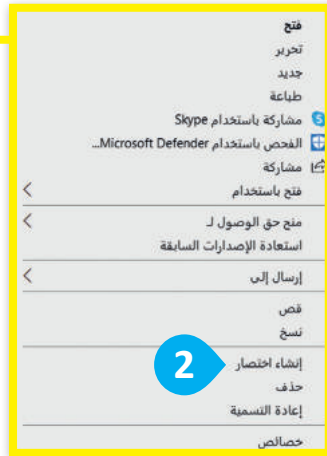 فتح
تحرير
جديد
طباعة
مشاركة باستخدام Skype
الفحص باستخدام Microsoft Defender...
مشاركة
فتح باستخدام
منح حق الوصول لـ
استعادة الإصدارات السابقة
إرسال إلى
قص
نسخ
إنشاء اختصار
2
حذف
إعادة التسمية
خصائص